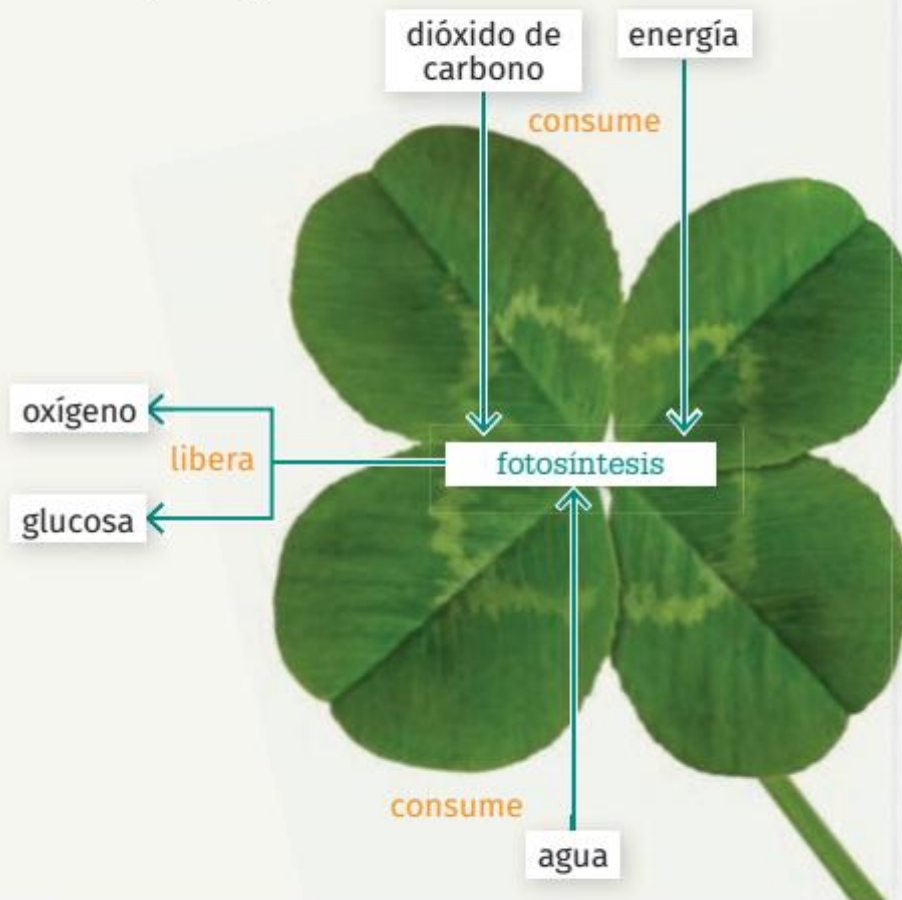 dióxido de
carbono
energía
consume
oxígeno
libera
fotosíntesis
glucosa
consume
agua